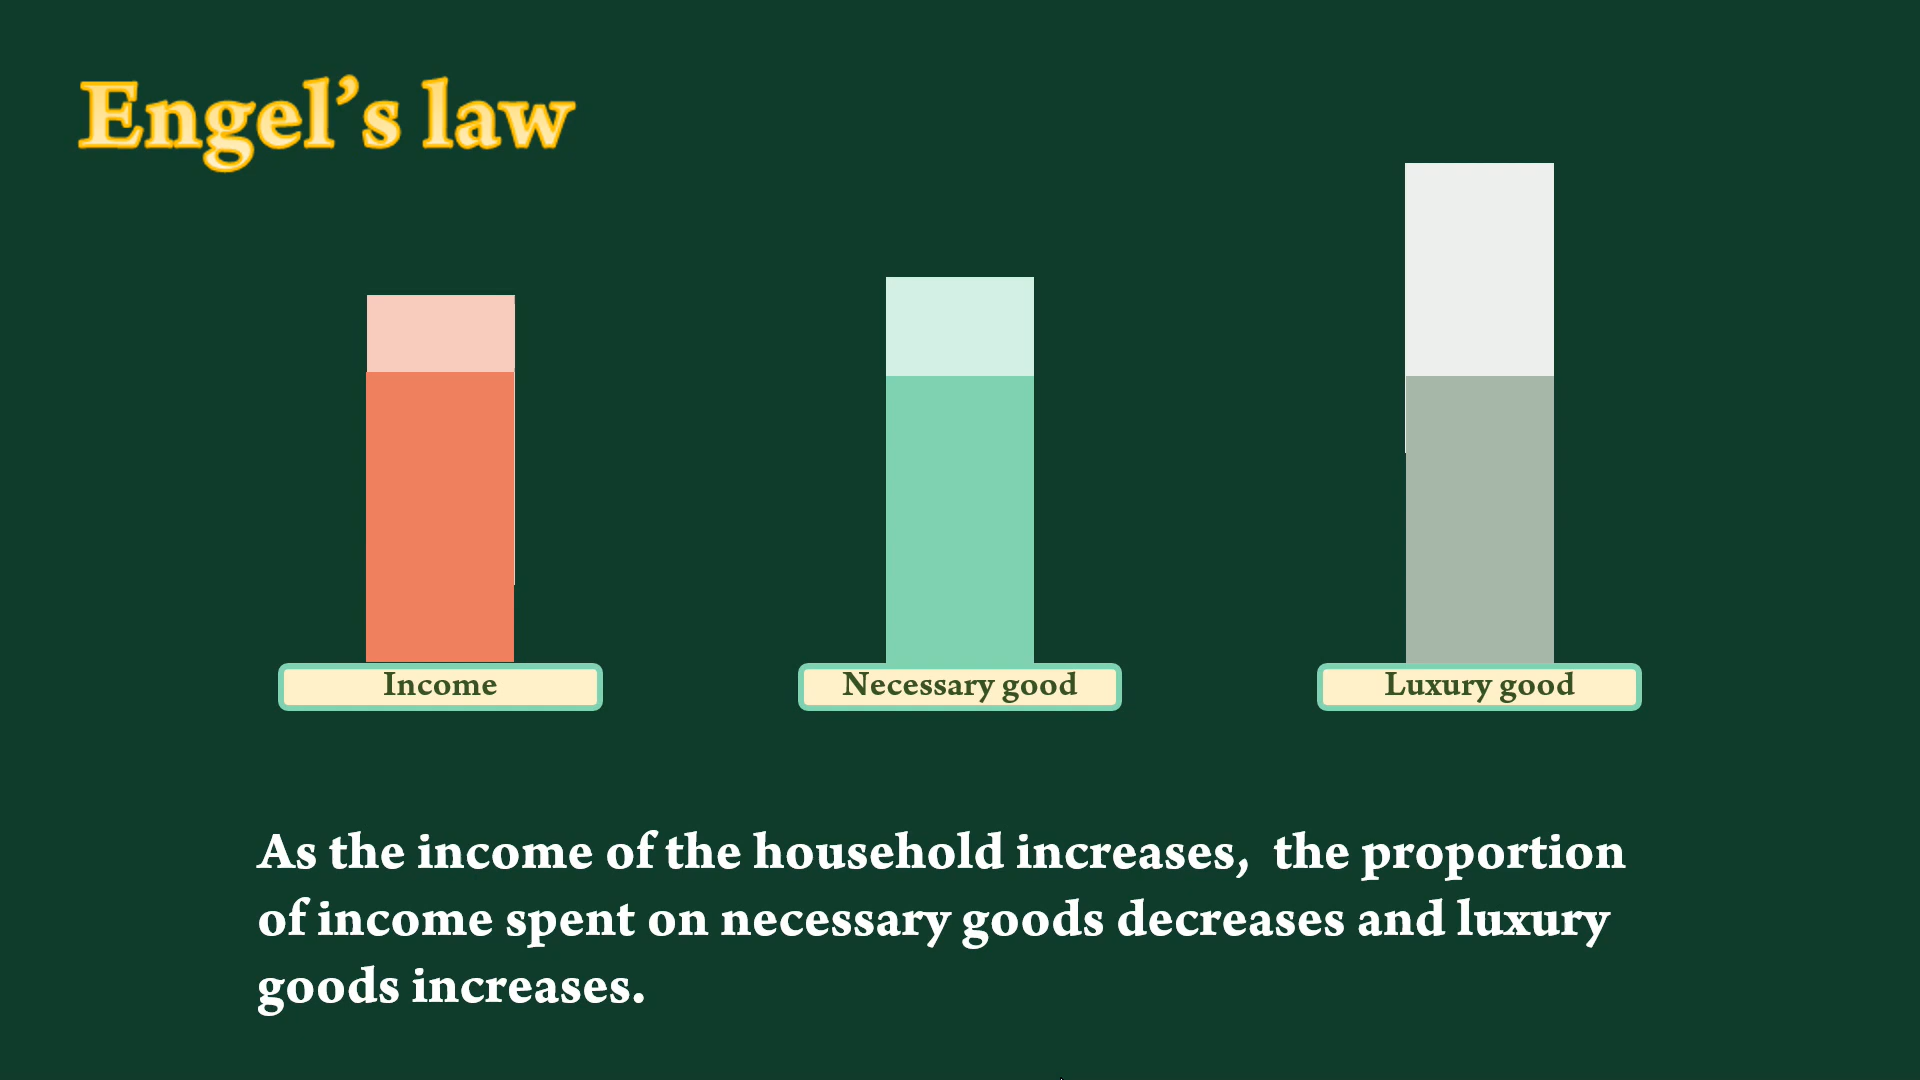 Engel’s law
Income
Necessary good
Luxury good
As the income of the household increases,  the proportion
of income spent on necessary goods decreases and luxury
goods increases.